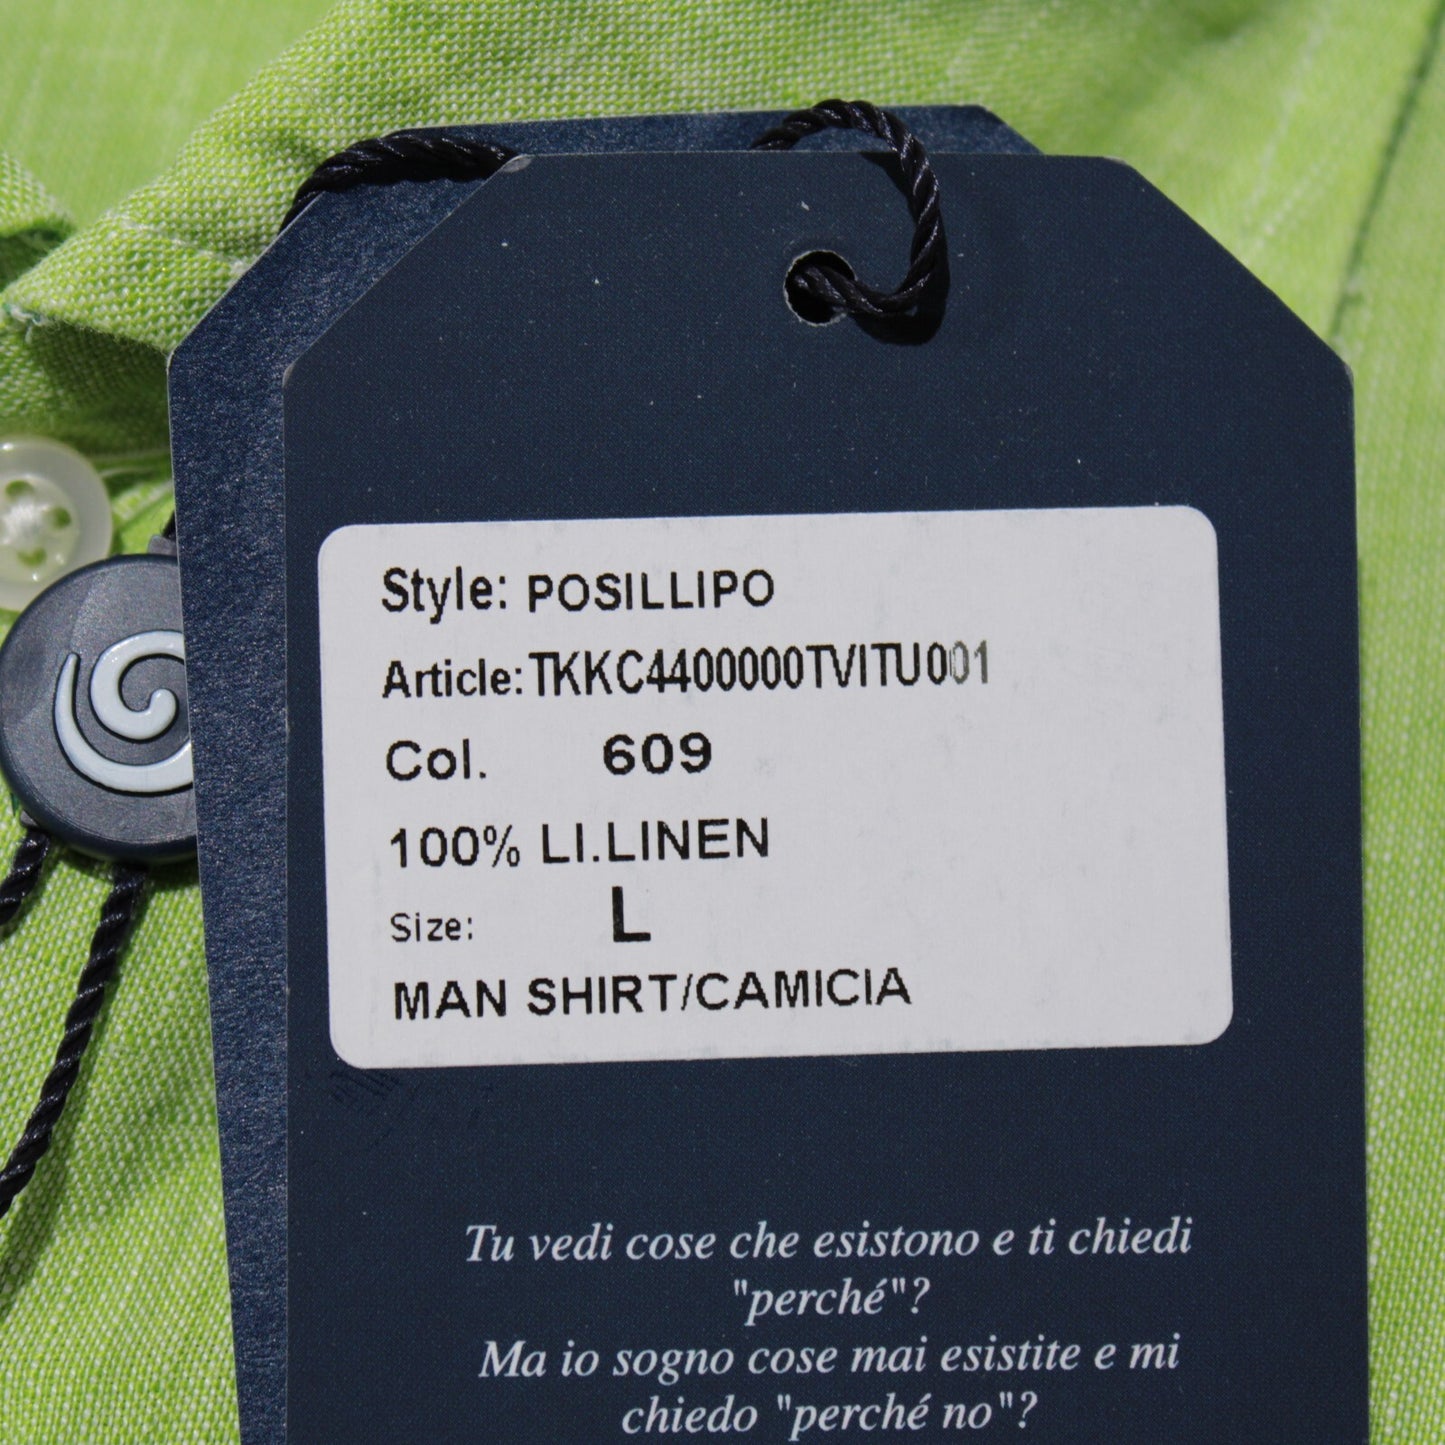 Style: POSILLIPO
Article:TKKC4400000TVITU001
Col. 609
100% LI.LINEN
Size: L
MAN SHIRT/CAMICIA
Tu vedi cose che esistono e ti chiedi
"perché"?
Ma io sogno cose mai esistite e mi
chiedo "perché no"?